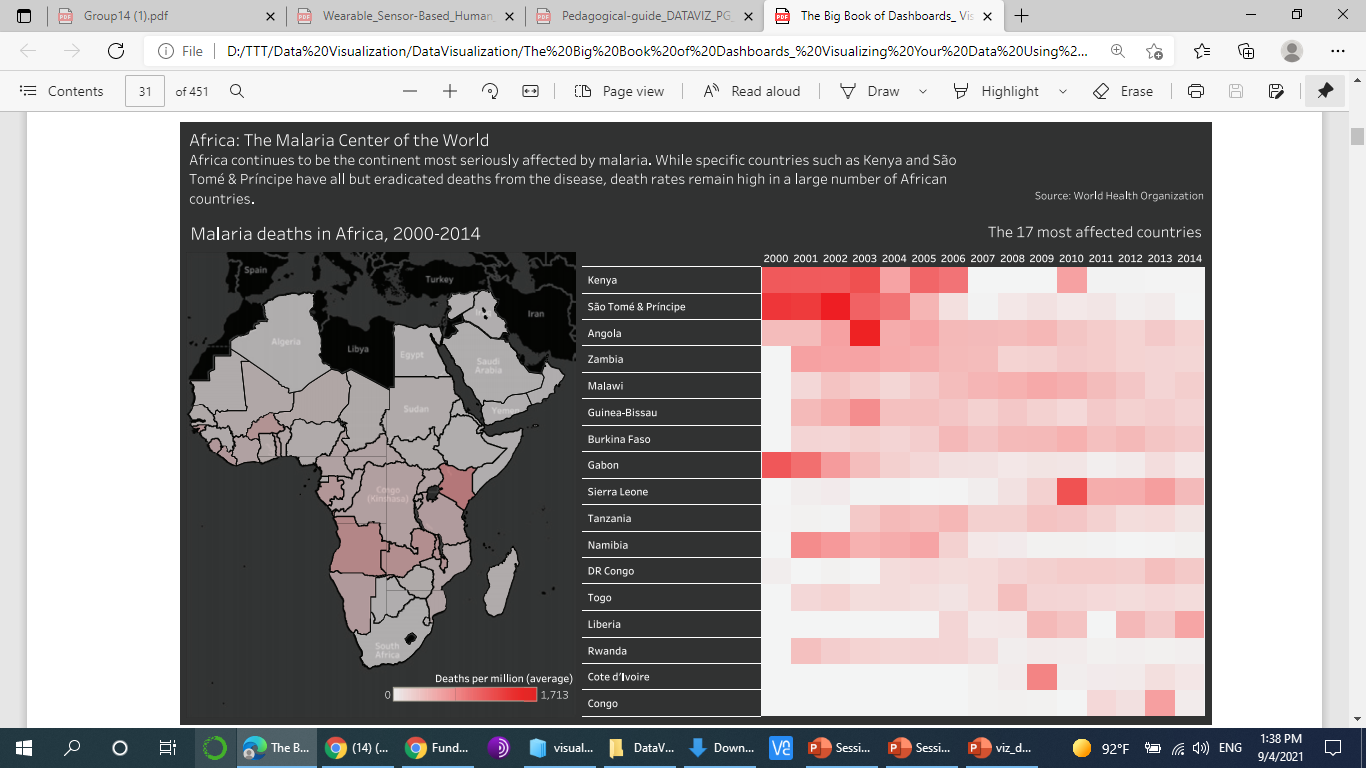 Group14 (1).pdf
Wearable_Sensor-Based_Human_
Pedagogical-guide_DATAVIZ_PG_
The Big Book of Dashboards_ Vis
File
D:/TTT/Data%20Visualization/DataVisualization/The%20Big%20Book%20of%20Dashboards_%20Visualizing%20Your%20Data%20Using%2...
Contents
31
of 451
Page view
Read aloud
Draw
Highlight
Erase
Africa: The Malaria Center of the World
Africa continues to be the continent most seriously affected by malaria. While specific countries such as Kenya and São
Tomé & Príncipe have all but eradicated deaths from the disease, death rates remain high in a large number of African
countries.
Source: World Health Organization
Malaria deaths in Africa, 2000-2014
The 17 most affected countries
Spain
Turkey
Iran
Algeria
Libya
Egypt
Saudi
Arabia
Sudan
Yemen
Congo
(Kinshasa)
South
Africa
Deaths per million (average)
0
1,713
2000 2001 2002 2003 2004 2005 2006 2007 2008 2009 2010 2011 2012 2013 2014
Kenya
São Tomé & Príncipe
Angola
Zambia
Malawi
Guinea-Bissau
Burkina Faso
Gabon
Sierra Leone
Tanzania
Namibia
DR Congo
Togo
Liberia
Rwanda
Cote d'Ivoire
Congo
The B...
(14) (...
Fund...
visual...
DataV...
Down...
Sessi...
Sessi...
viz_d...
92°F
ENG
1:38 PM
9/4/2021